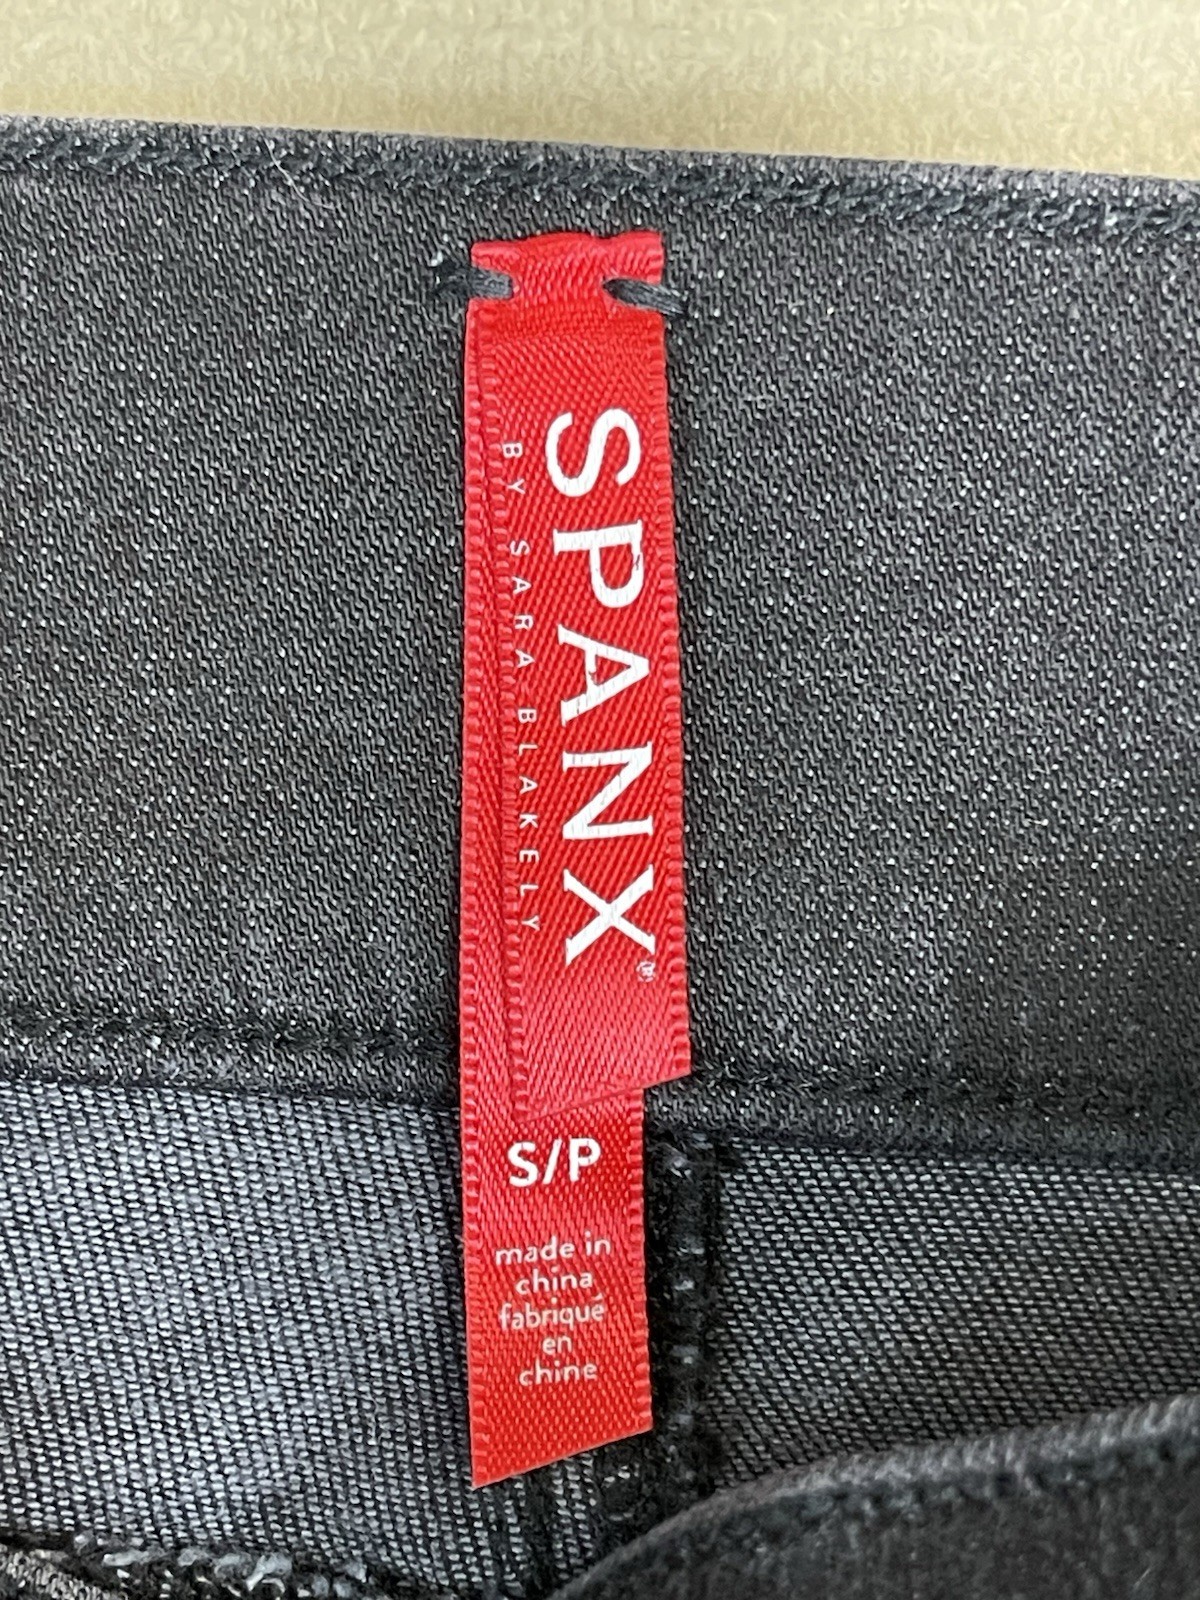 SPANX®
BY SARA BLAKELY
S/P
made in
china
fabriqué
en
chine